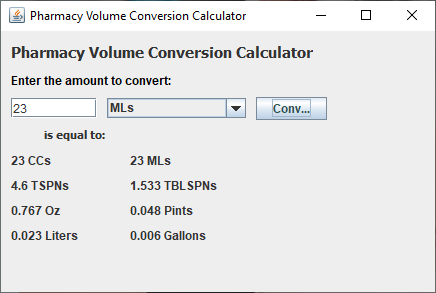 Pharmacy Volume Conversion Calculator
Pharmacy Volume Conversion Calculator
Enter the amount to convert:
23 MLs Conv...
is equal to:
23 CCs 23 MLs
4.6 TSPNs 1.533 TBLSPNs
0.767 Oz 0.048 Pints
0.023 Liters 0.006 Gallons